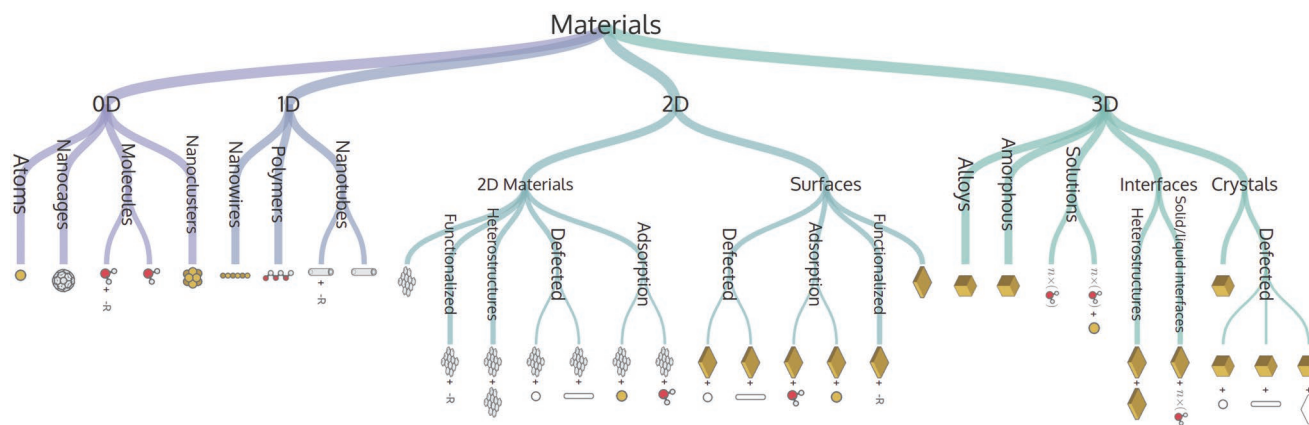 Materials
0D
1D
2D
3D
Atoms
Nanocages
Molecules
Nanoclusters
Nanowires
Polymers
Nanotubes
2D Materials
Surfaces
Alloys
Amorphous
Solutions
Interfaces
Crystals
Functionalized
Heterostructures
Defected
Adsorption
Defected
Adsorption
Functionalized
Heterostructures
Solid/liquid interfaces
Defected
+ -R
+ -R
n×( )
n×( ) +
+ -R
+
+
+
+
+
+
+
+
+
+ -R
+
+ n×( )
+
+
+